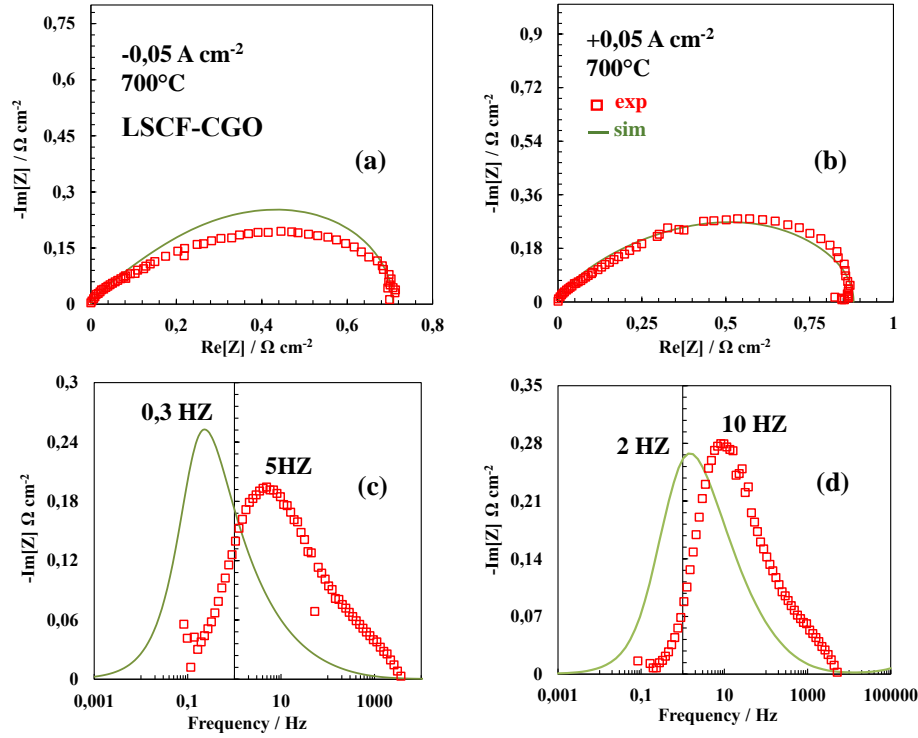 -0,05 A cm-2
700°C
LSCF-CGO
(a)
-Im[Z] / Ω cm-2
0,75
0,6
0,45
0,3
0,15
0
0
0,2
0,4
0,6
0,8
Re[Z] / Ω cm-2
+0,05 A cm-2
700°C
exp
sim
(b)
-Im[Z] / Ω cm-2
0,9
0,72
0,54
0,36
0,18
0
0
0,25
0,5
0,75
1
Re[Z] / Ω cm-2
0,3 HZ
5HZ
(c)
-Im[Z] Ω cm-2
0,3
0,24
0,18
0,12
0,06
0
0,001
0,1
10
1000
Frequency / Hz
2 HZ
10 HZ
(d)
-Im[Z] Ω cm-2
0,35
0,28
0,21
0,14
0,07
0
0,001
0,1
10
1000
100000
Frequency / Hz